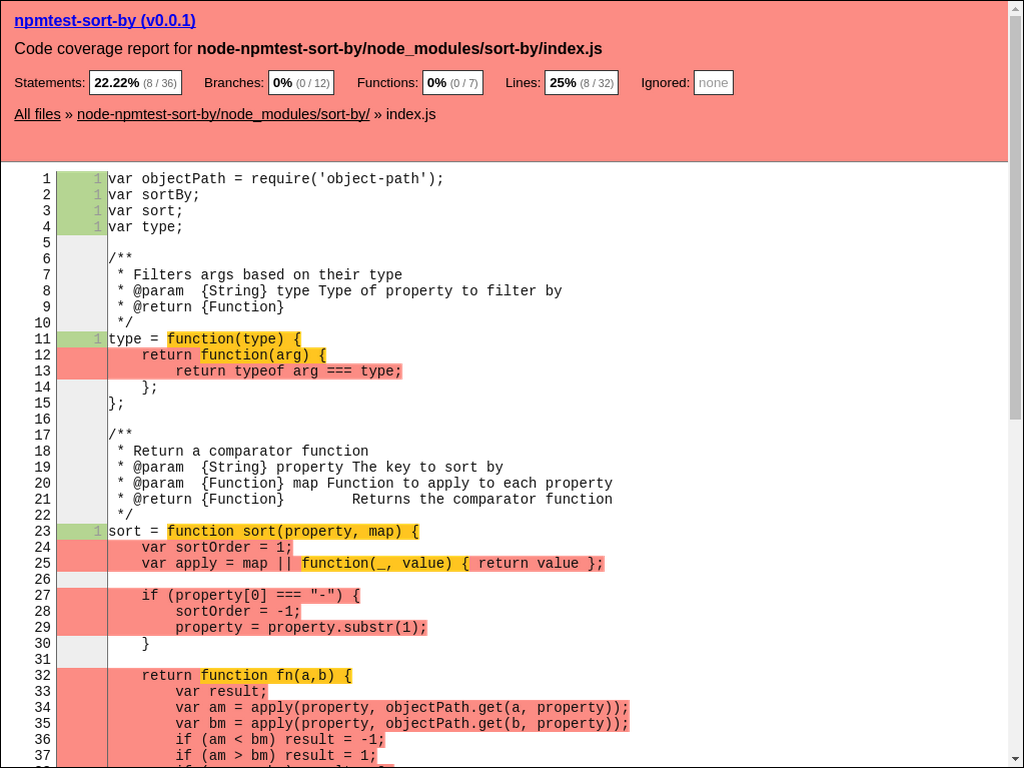 npmtest-sort-by (v0.0.1)
Code coverage report for node-npmtest-sort-by/node_modules/sort-by/index.js
Statements: 22.22% (8 / 36) Branches: 0% (0 / 12) Functions: 0% (0 / 7) Lines: 25% (8 / 32) Ignored: none
All files » node-npmtest-sort-by/node_modules/sort-by/ » index.js
1 1 var objectPath = require('object-path');
2 1 var sortBy;
3 1 var sort;
4 1 var type;
5
6 /**
7  * Filters args based on their type
8  * @param  {String} type Type of property to filter by
9  * @return {Function}
10  */
11 1 type = function(type) {
12     return function(arg) {
13         return typeof arg === type;
14     };
15 };
16
17 /**
18  * Return a comparator function
19  * @param  {String} property The key to sort by
20  * @param  {Function} map Function to apply to each property
21  * @return {Function}        Returns the comparator function
22  */
23 1 sort = function sort(property, map) {
24     var sortOrder = 1;
25     var apply = map || function(_, value) { return value };
26
27     if (property[0] === "-") {
28         sortOrder = -1;
29         property = property.substr(1);
30     }
31
32     return function fn(a,b) {
33         var result;
34         var am = apply(property, objectPath.get(a, property));
35         var bm = apply(property, objectPath.get(b, property));
36         if (am < bm) result = -1;
37         if (am > bm) result = 1;